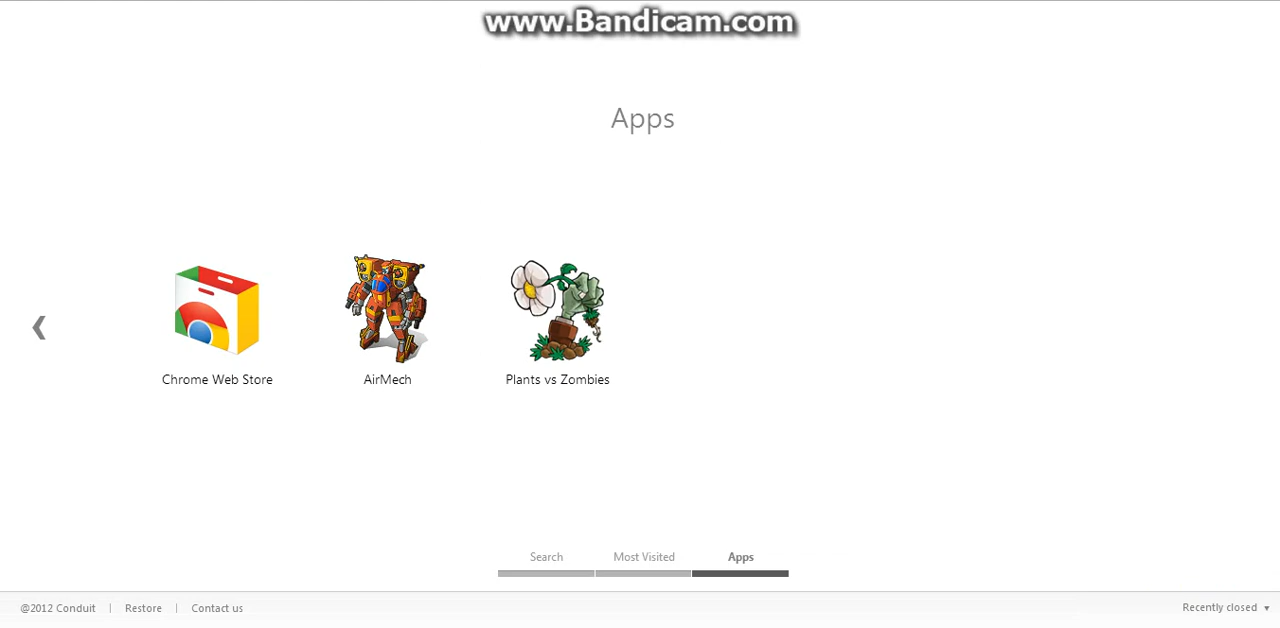 www.Bandicam.com
Apps
Chrome Web Store
AirMech
Plants vs Zombies
Search
Most Visited
Apps
@2012 Conduit | Restore | Contact us
Recently closed ▾